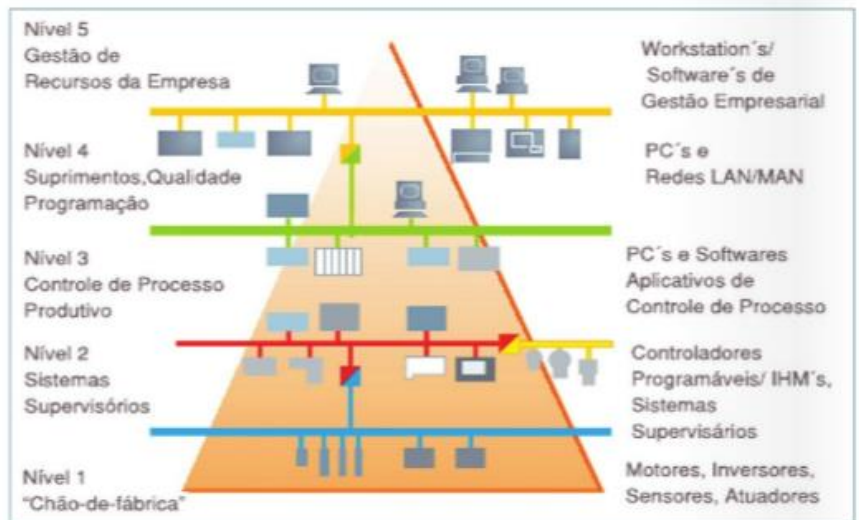 Nível 5
Gestão de
Recursos da Empresa
Nível 4
Suprimentos,Qualidade
Programação
Nível 3
Controle de Processo
Produtivo
Nível 2
Sistemas
Supervisórios
Nível 1
"Chão-de-fábrica"
Workstation´s/
Software´s de
Gestão Empresarial
PC´s e
Redes LAN/MAN
PC´s e Softwares
Aplicativos de
Controle de Processo
Controladores
Programáveis/ IHM´s,
Sistemas
Supervisários
Motores, Inversores,
Sensores, Atuadores